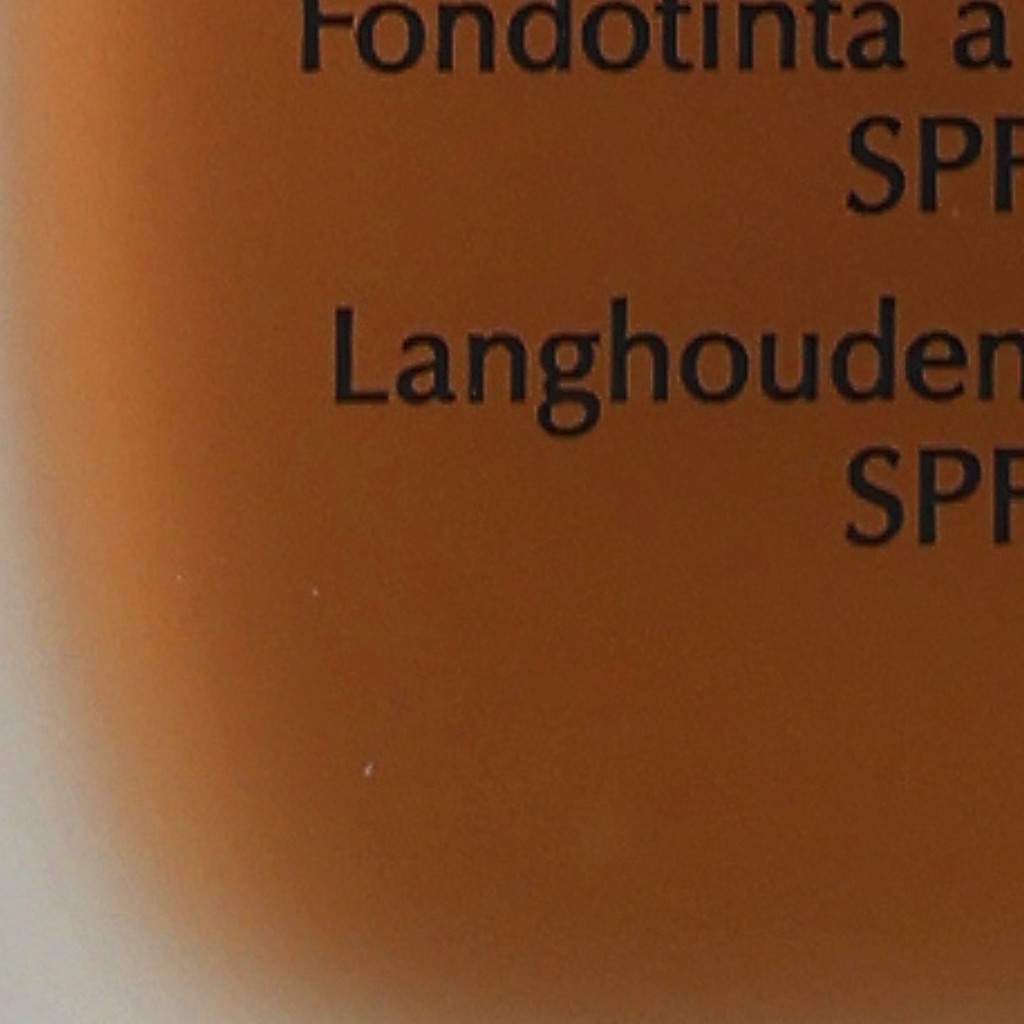 Fondotinta a
SPF
Langhouden
SPF